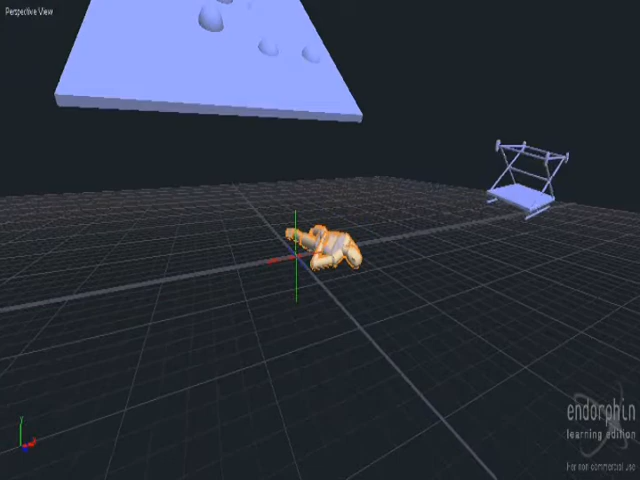 Perspective View
Y
endorphin
learning edition
For non commercial use